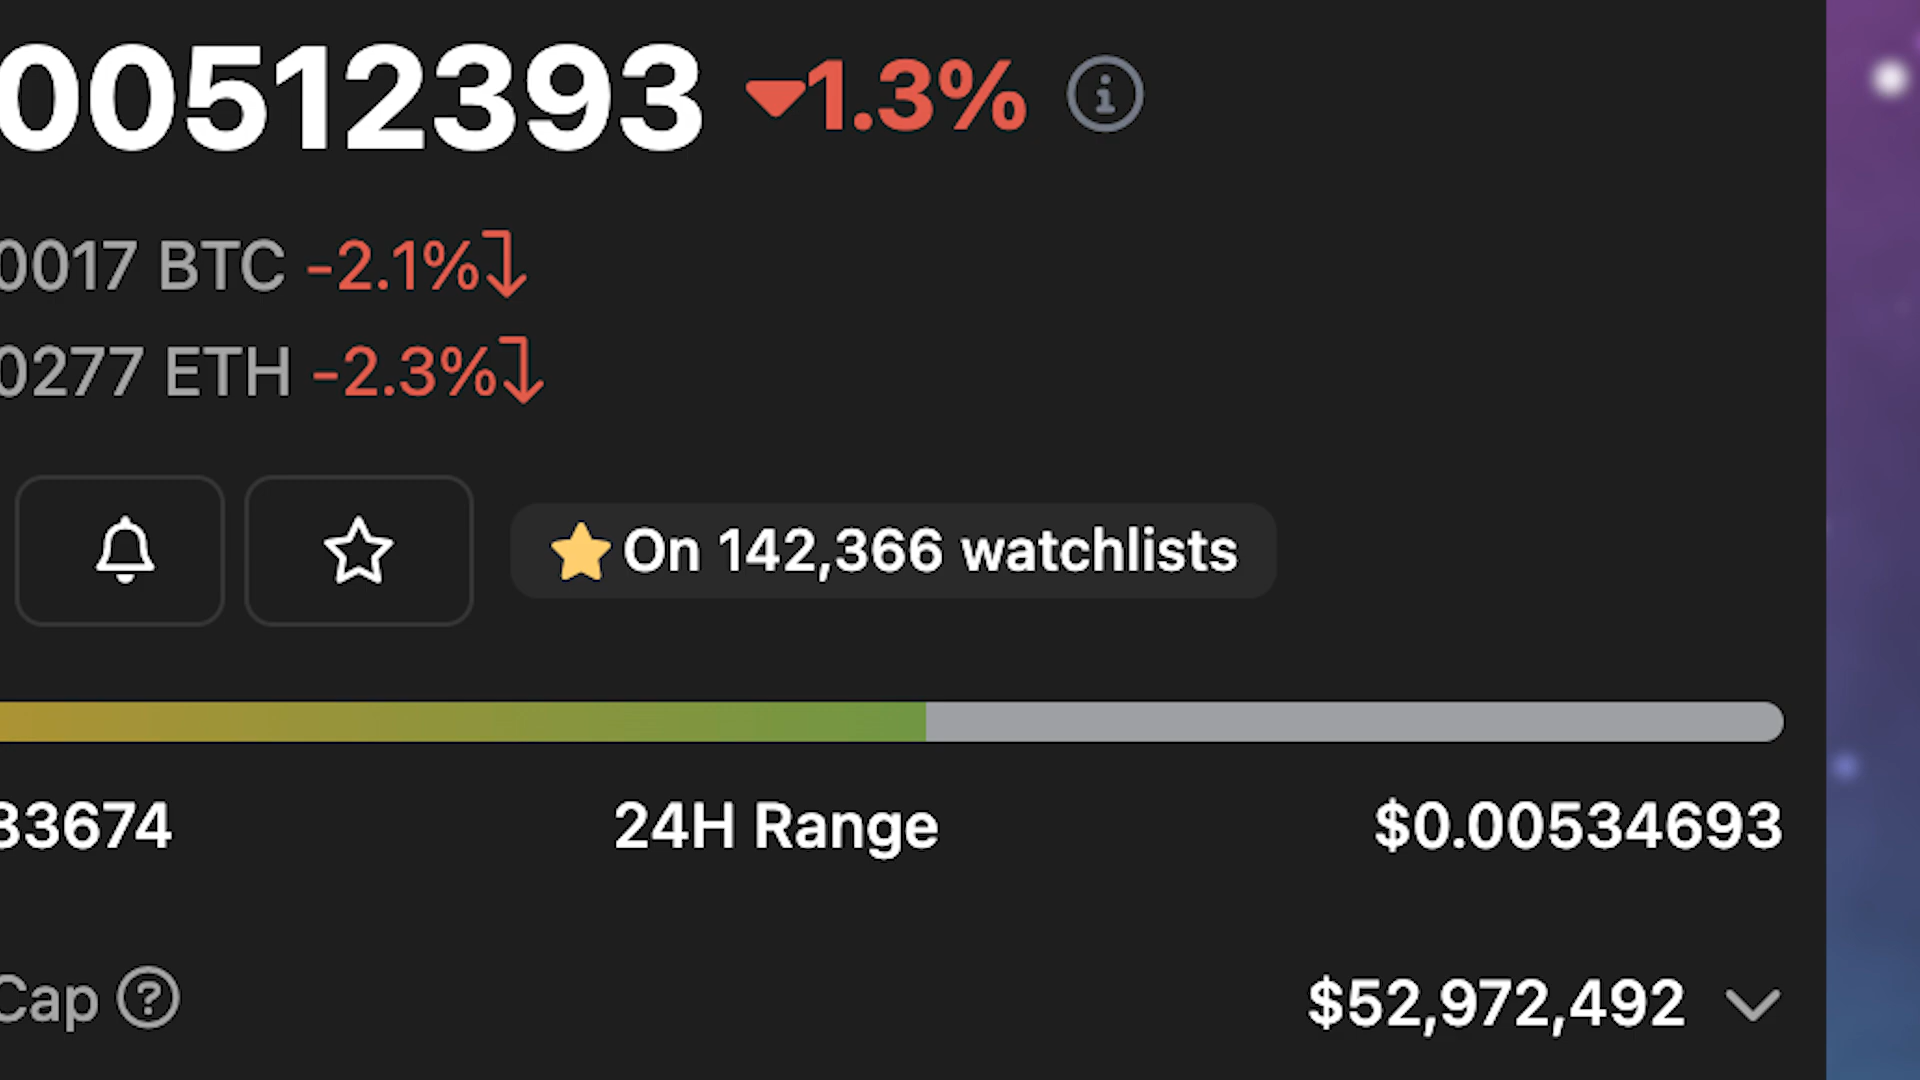 00512393 1.3%
0017 BTC -2.1%
0277 ETH -2.3%
On 142,366 watchlists
33674 24H Range $0.00534693
Cap $52,972,492